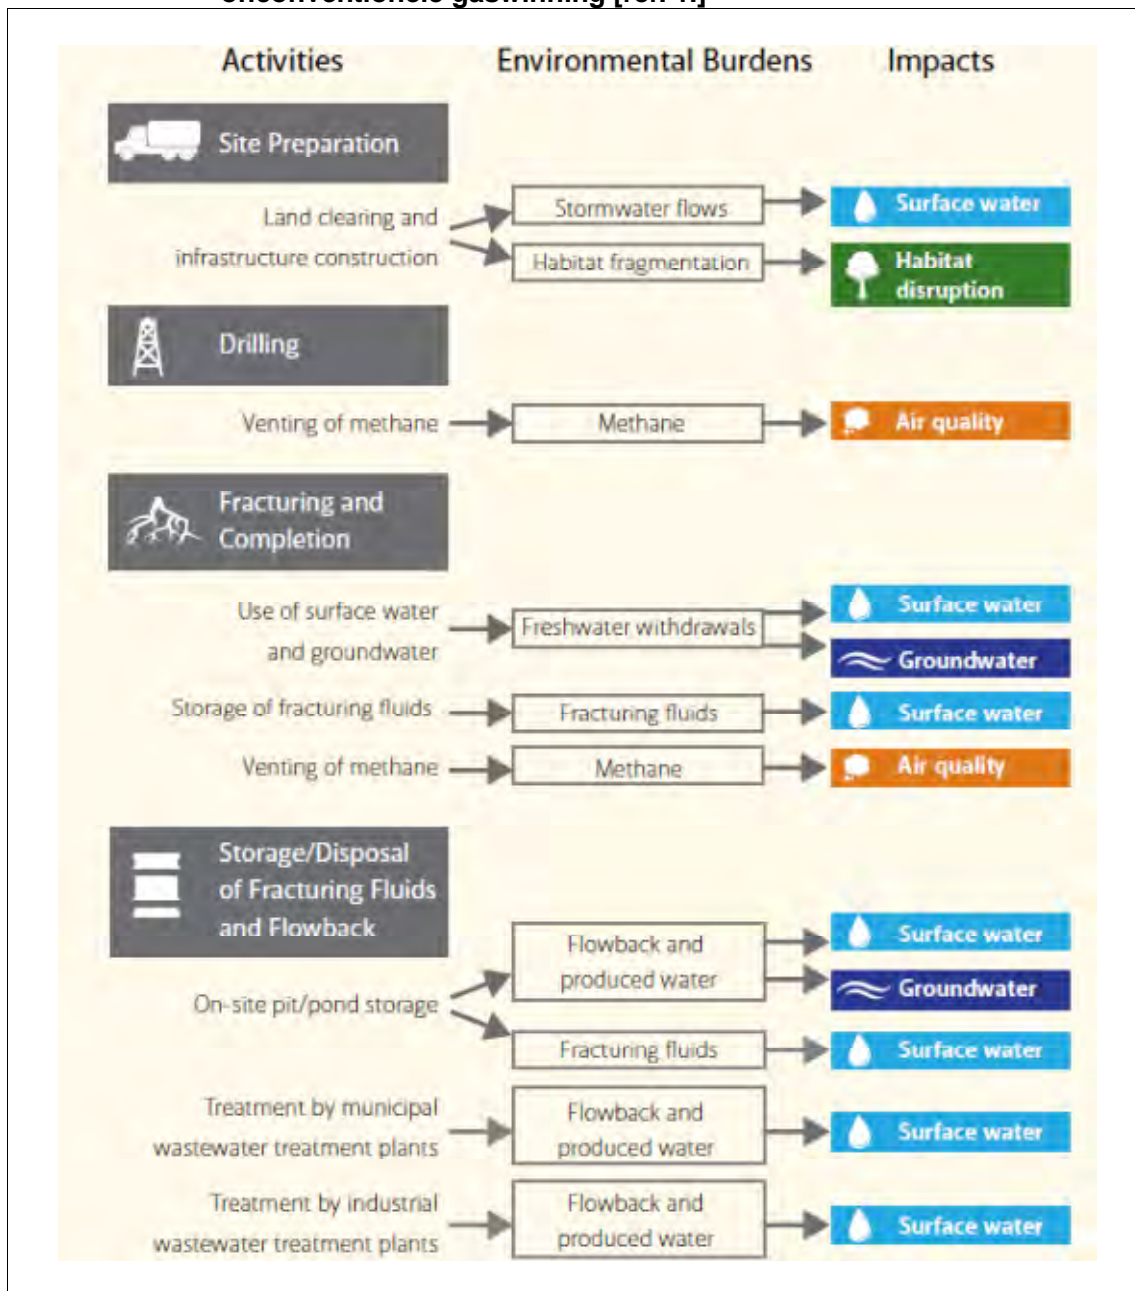 onconventionele gaswinning [ref. 1.]
Activities Environmental Burdens Impacts
Site Preparation
Land clearing and
infrastructure construction
Stormwater flows
Surface water
Habitat fragmentation
Habitat
disruption
Drilling
Venting of methane
Methane
Air quality
Fracturing and
Completion
Use of surface water
and groundwater
Freshwater withdrawals
Surface water
Groundwater
Storage of fracturing fluids
Fracturing fluids
Surface water
Venting of methane
Methane
Air quality
Storage/Disposal
of Fracturing Fluids
and Flowback
On-site pit/pond storage
Flowback and
produced water
Surface water
Groundwater
Fracturing fluids
Surface water
Treatment by municipal
wastewater treatment plants
Flowback and
produced water
Surface water
Treatment by industrial
wastewater treatment plants
Flowback and
produced water
Surface water